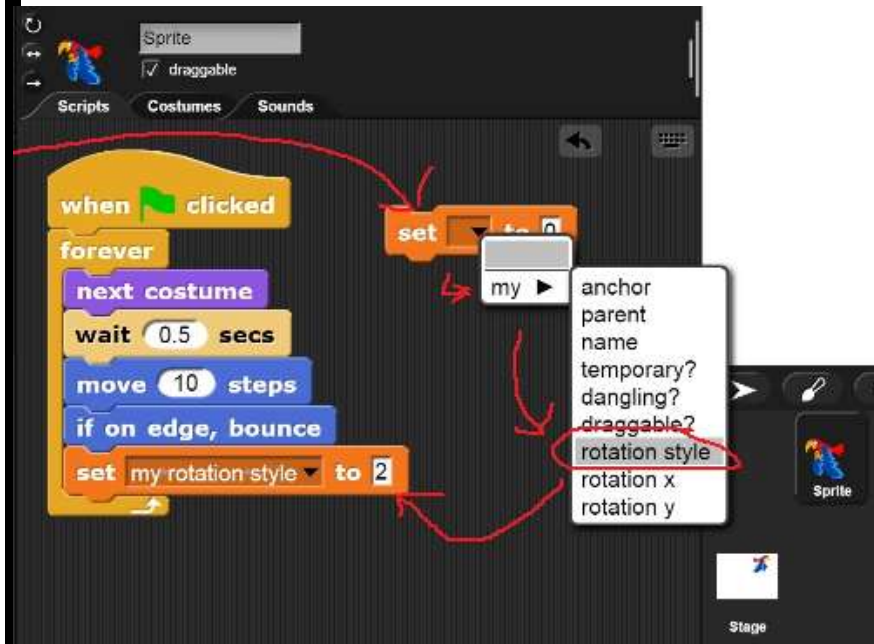 Sprite
draggable
Scripts Costumes Sounds
when clicked
forever
next costume
wait 0.5 secs
move 10 steps
if on edge, bounce
set my rotation style to 2
set to 0
my
anchor
parent
name
temporary?
dangling?
draggable?
rotation style
rotation x
rotation y
Sprite
Stage